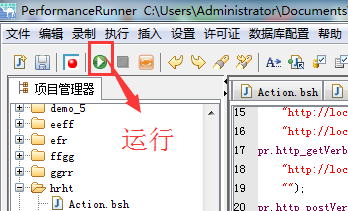 PerformanceRunner C:\Users\Administrator\Documents
文件 编辑 录制 执行 插入 设置 许可证 数据库配置 
项目管理器
Action.bsh
demo_5
eeff
efr
ffgg
ggrr
hrht
Action.bsh
运行
15 "http://loc
16 "http://loc
17 pr.http_getVerb
18 "http://loc
19 "");
20 pr.http_postVer